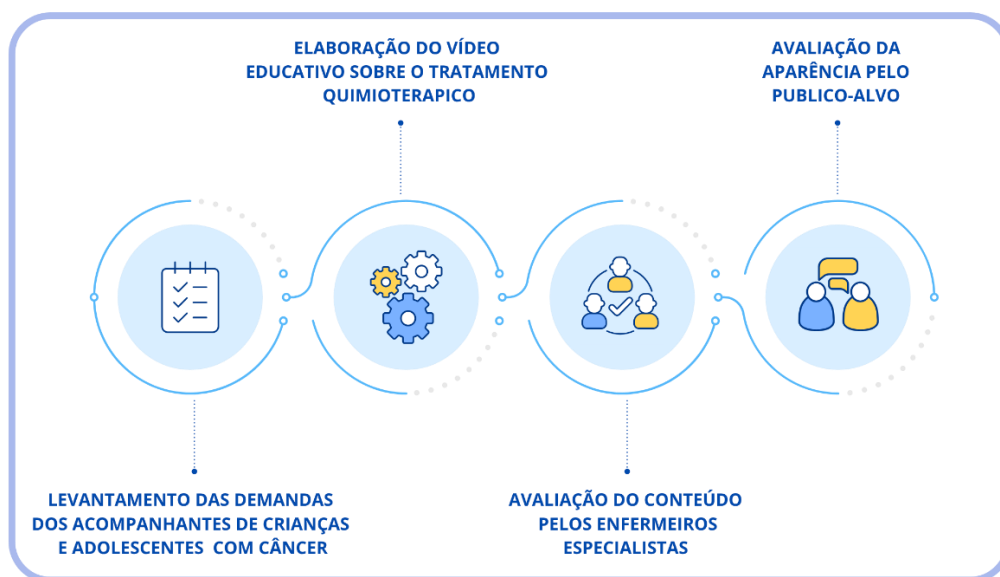 ELABORAÇÃO DO VÍDEO
EDUCATIVO SOBRE O TRATAMENTO
QUIMIOTERAPICO
AVALIAÇÃO DA
APARÊNCIA PELO
PUBLICO-ALVO
LEVANTAMENTO DAS DEMANDAS
DOS ACOMPANHANTES DE CRIANÇAS
E ADOLESCENTES COM CÂNCER
AVALIAÇÃO DO CONTEÚDO
PELOS ENFERMEIROS
ESPECIALISTAS